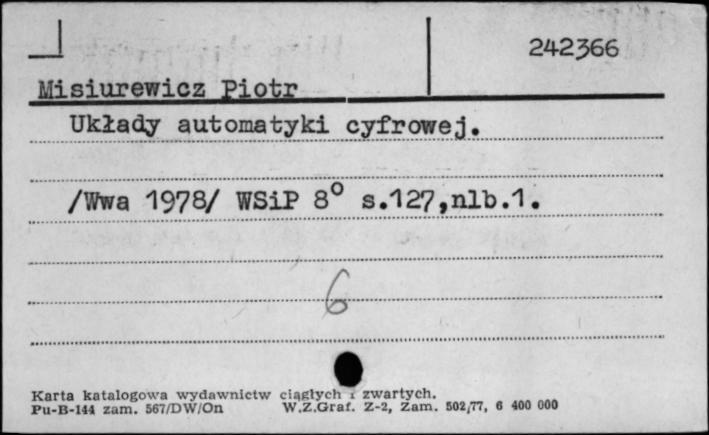 242366
Misiurewicz Piotr
Układy automatyki cyfrowej.
/Wwa 1978/ WSiP 8° s.127,nlb.1.
6
Karta katalogowa wydawnictw ciągłych i zwartych.
Pu-B-144 zam. 567/DW/On W.Z.Graf. Z-2, Zam. 502/77, 6 400 000